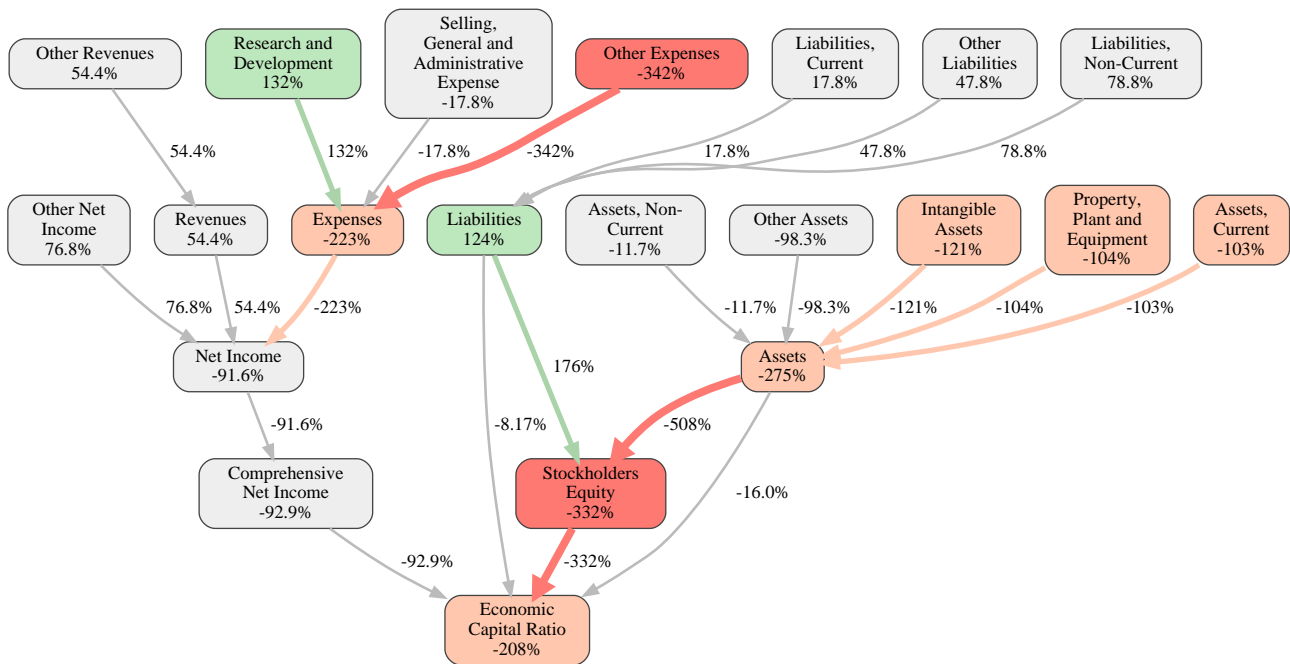 Other Revenues
54.4%
Research and
Development
132%
Selling,
General and
Administrative
Expense
-17.8%
Other Expenses
-342%
Liabilities,
Current
17.8%
Other
Liabilities
47.8%
Liabilities,
Non-Current
78.8%
54.4%
132%
-17.8%
-342%
17.8%
47.8%
78.8%
Other Net
Income
76.8%
Revenues
54.4%
Expenses
-223%
Liabilities
124%
Assets, Non-
Current
-11.7%
Other Assets
-98.3%
Intangible
Assets
-121%
Property,
Plant and
Equipment
-104%
Assets,
Current
-103%
76.8%
54.4%
-223%
-11.7%
-98.3%
-121%
-104%
-103%
Net Income
-91.6%
176%
Assets
-275%
-91.6%
-8.17%
-508%
Comprehensive
Net Income
-92.9%
Stockholders
Equity
-332%
-16.0%
-92.9%
-332%
Economic
Capital Ratio
-208%